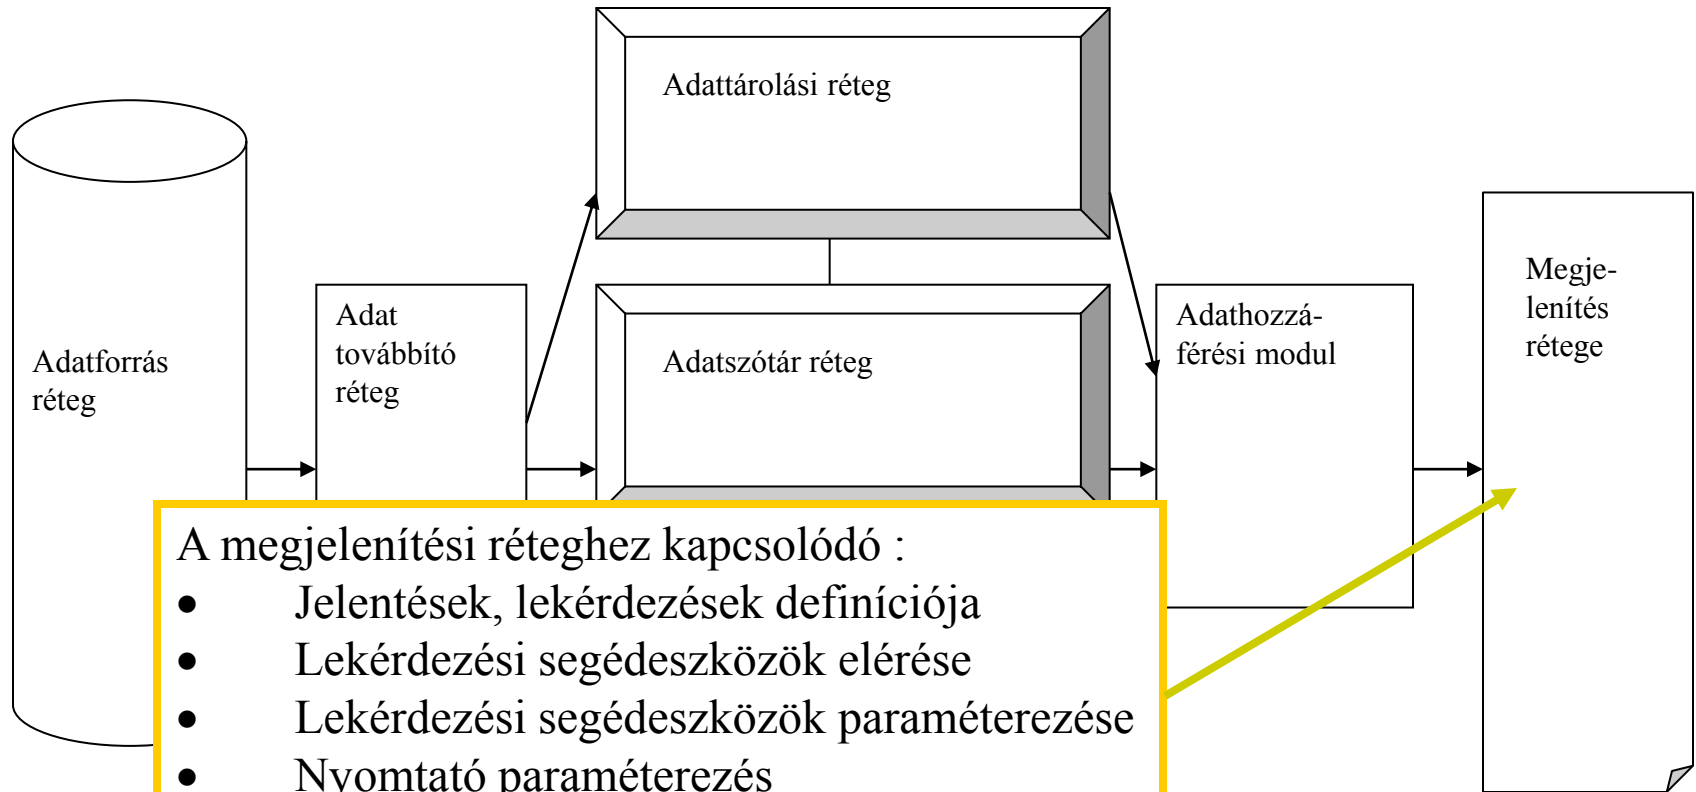 Adattárolási réteg
Adatforrás
réteg
Adat
továbbító
réteg
Adatszótár réteg
Adathozzá-
férési modul
Megje-
lenítés
rétege
A megjelenítési réteghez kapcsolódó :
• Jelentések, lekérdezések definíciója
• Lekérdezési segédeszközök elérése
• Lekérdezési segédeszközök paraméterezése
• Nyomtató paraméterezés